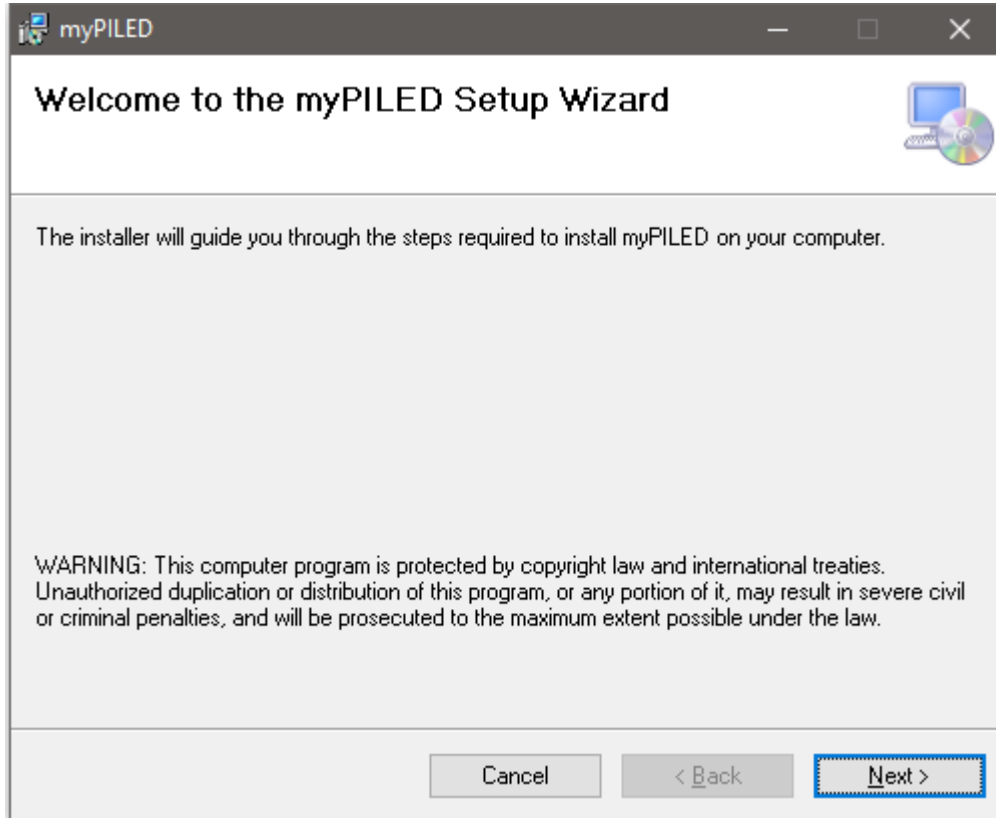 myPILED
Welcome to the myPILED Setup Wizard
The installer will guide you through the steps required to install myPILED on your computer.
WARNING: This computer program is protected by copyright law and international treaties.
Unauthorized duplication or distribution of this program, or any portion of it, may result in severe civil
or criminal penalties, and will be prosecuted to the maximum extent possible under the law.
Cancel
< Back
Next >